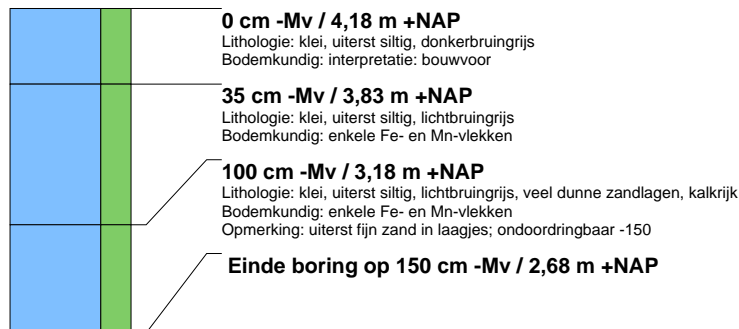 0 cm -Mv / 4,18 m +NAP
Lithologie: klei, uiterst siltig, donkerbruingrijs
Bodemkundig: interpretatie: bouwvoor
35 cm -Mv / 3,83 m +NAP
Lithologie: klei, uiterst siltig, lichtbruingrijs
Bodemkundig: enkele Fe- en Mn-vlekken
100 cm -Mv / 3,18 m +NAP
Lithologie: klei, uiterst siltig, lichtbruingrijs, veel dunne zandlagen, kalkrijk
Bodemkundig: enkele Fe- en Mn-vlekken
Opmerking: uiterst fijn zand in laagjes; ondoordringbaar -150
Einde boring op 150 cm -Mv / 2,68 m +NAP